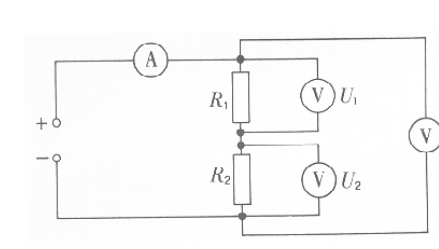 A
R₁
V U₁
+
V
−
R₂
V U₂